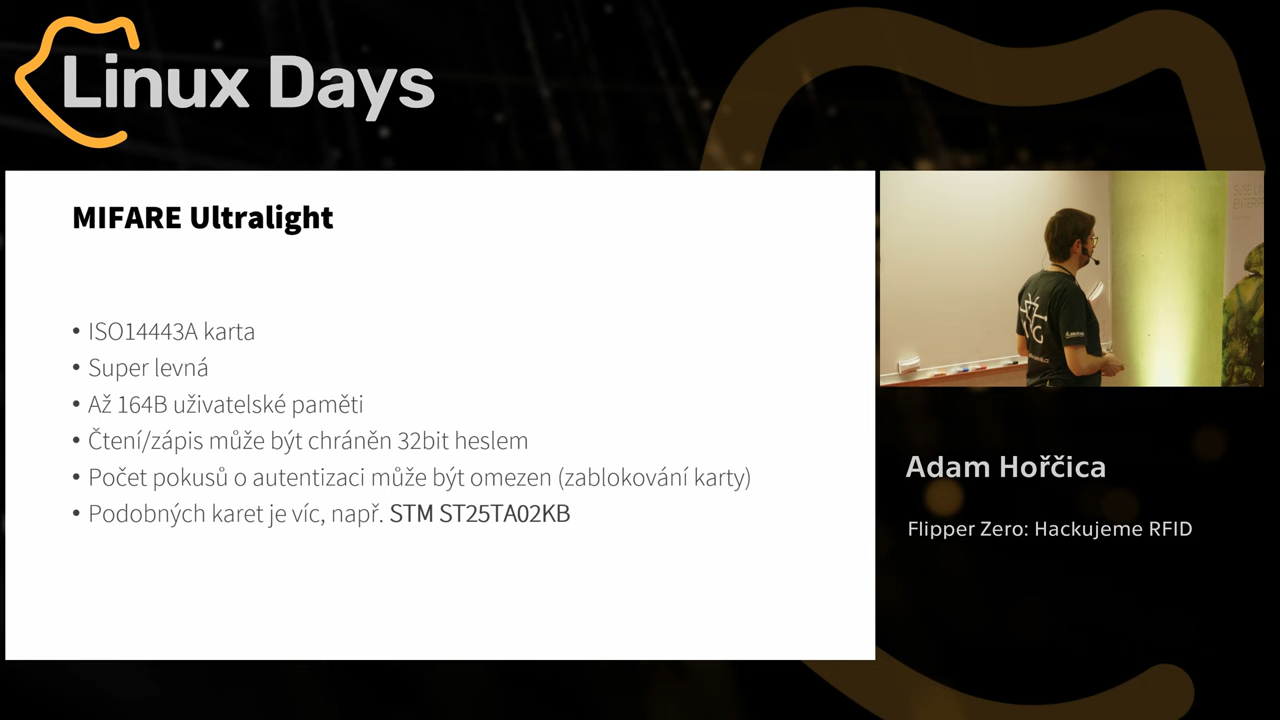 Linux Days
MIFARE Ultralight
• ISO14443A karta
• Super levná
• Až 164B uživatelské paměti
• Čtení/zápis může být chráněn 32bit heslem
• Počet pokusů o autentizaci může být omezen (zablokování karty)
• Podobných karet je víc, např. STM ST25TA02KB
Adam Hořčica
Flipper Zero: Hackujeme RFID